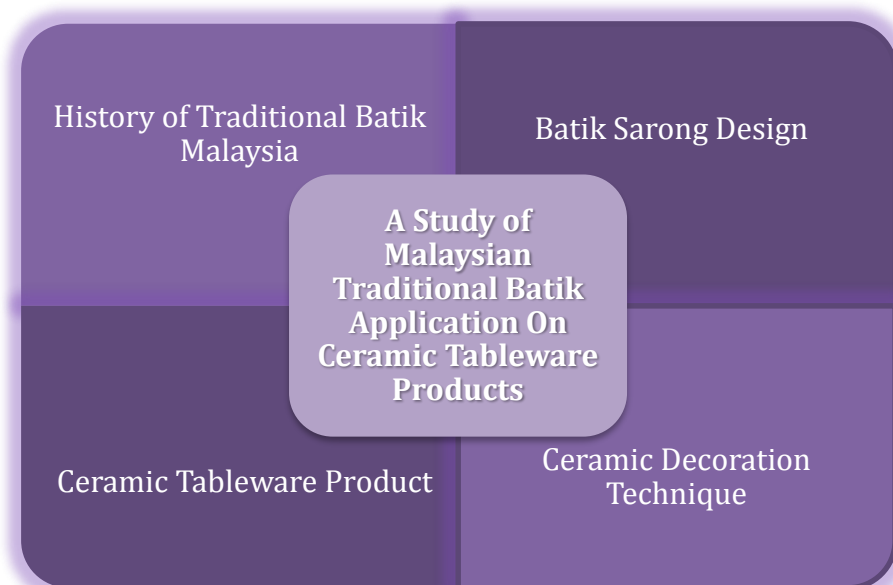 History of Traditional Batik
Malaysia
Batik Sarong Design
A Study of
Malaysian
Traditional Batik
Application On
Ceramic Tableware
Products
Ceramic Tableware Product
Ceramic Decoration
Technique